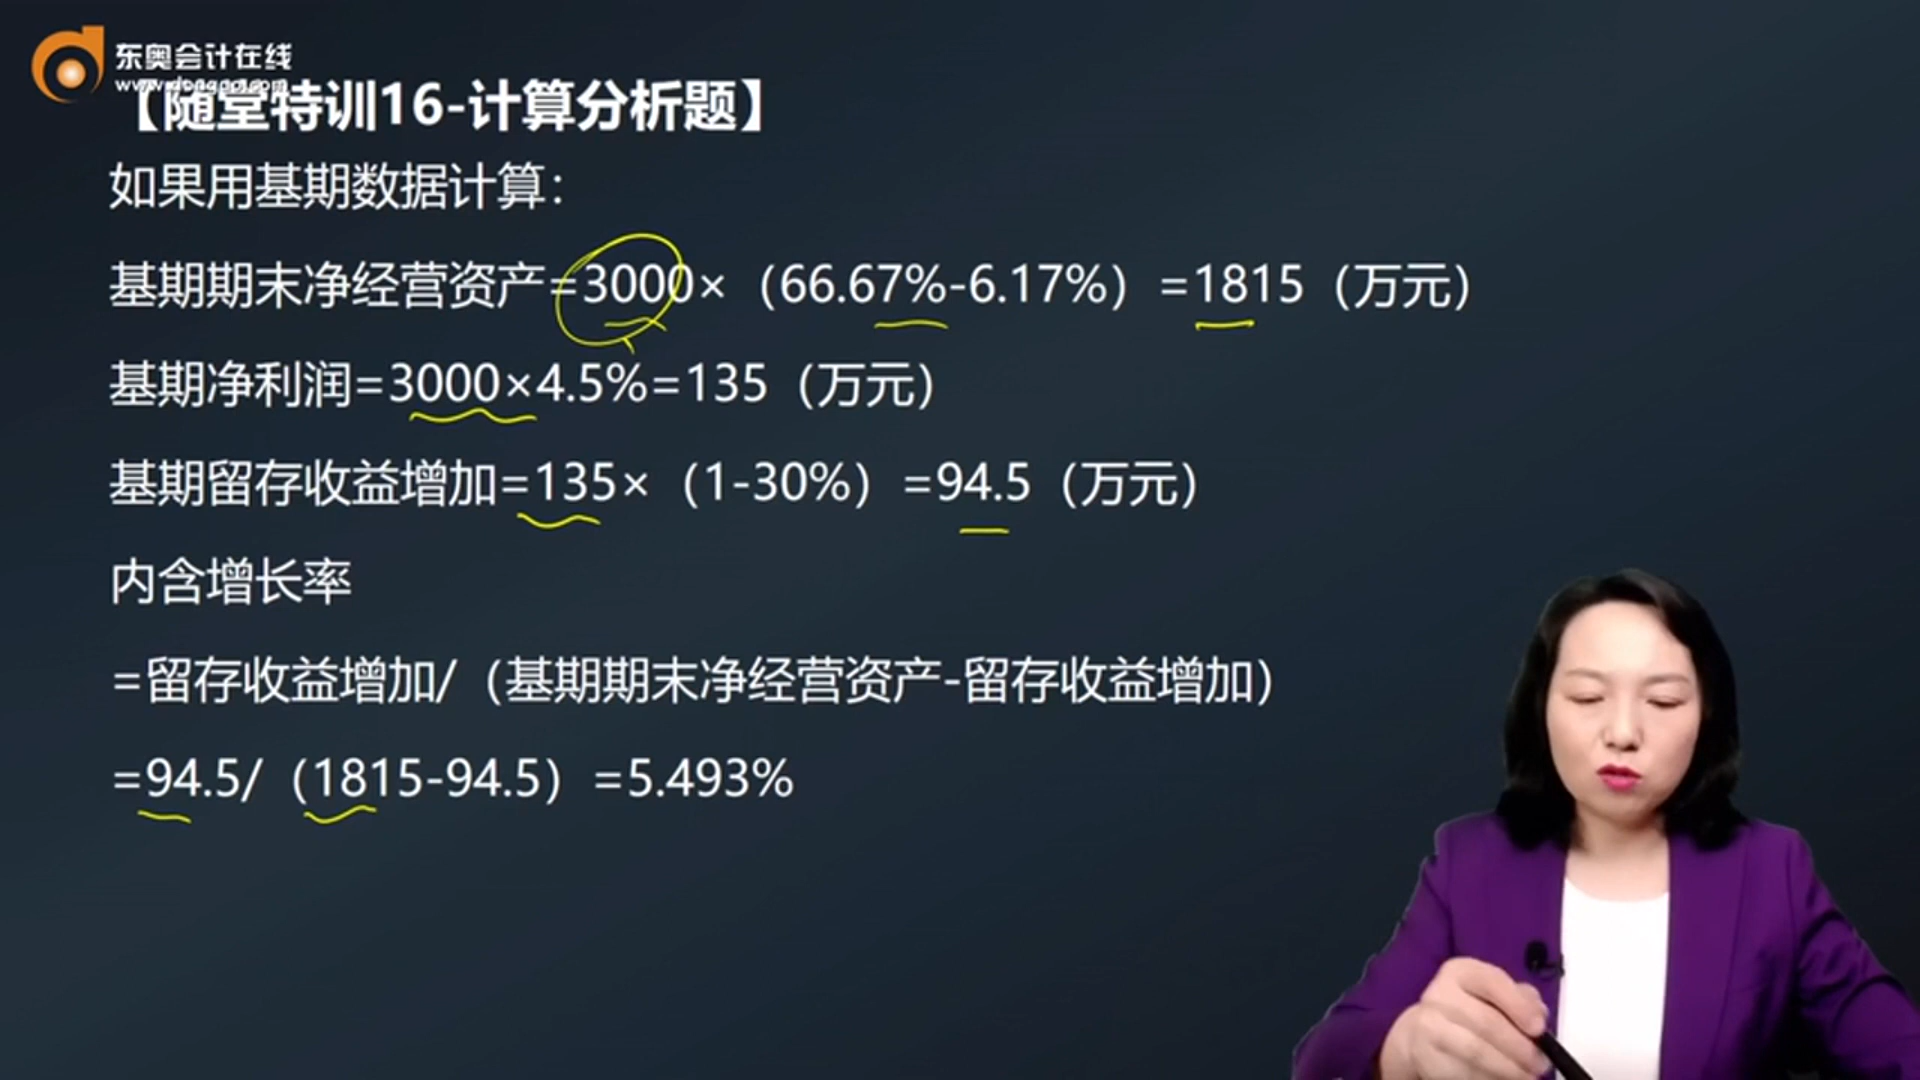 东奥会计在线
www.dongao.com
【随堂特训16-计算分析题】
如果用基期数据计算：
基期期末净经营资产=3000×（66.67%-6.17%）=1815（万元）
基期净利润=3000×4.5%=135（万元）
基期留存收益增加=135×（1-30%）=94.5（万元）
内含增长率
=留存收益增加/（基期期末净经营资产-留存收益增加）
=94.5/（1815-94.5）=5.493%